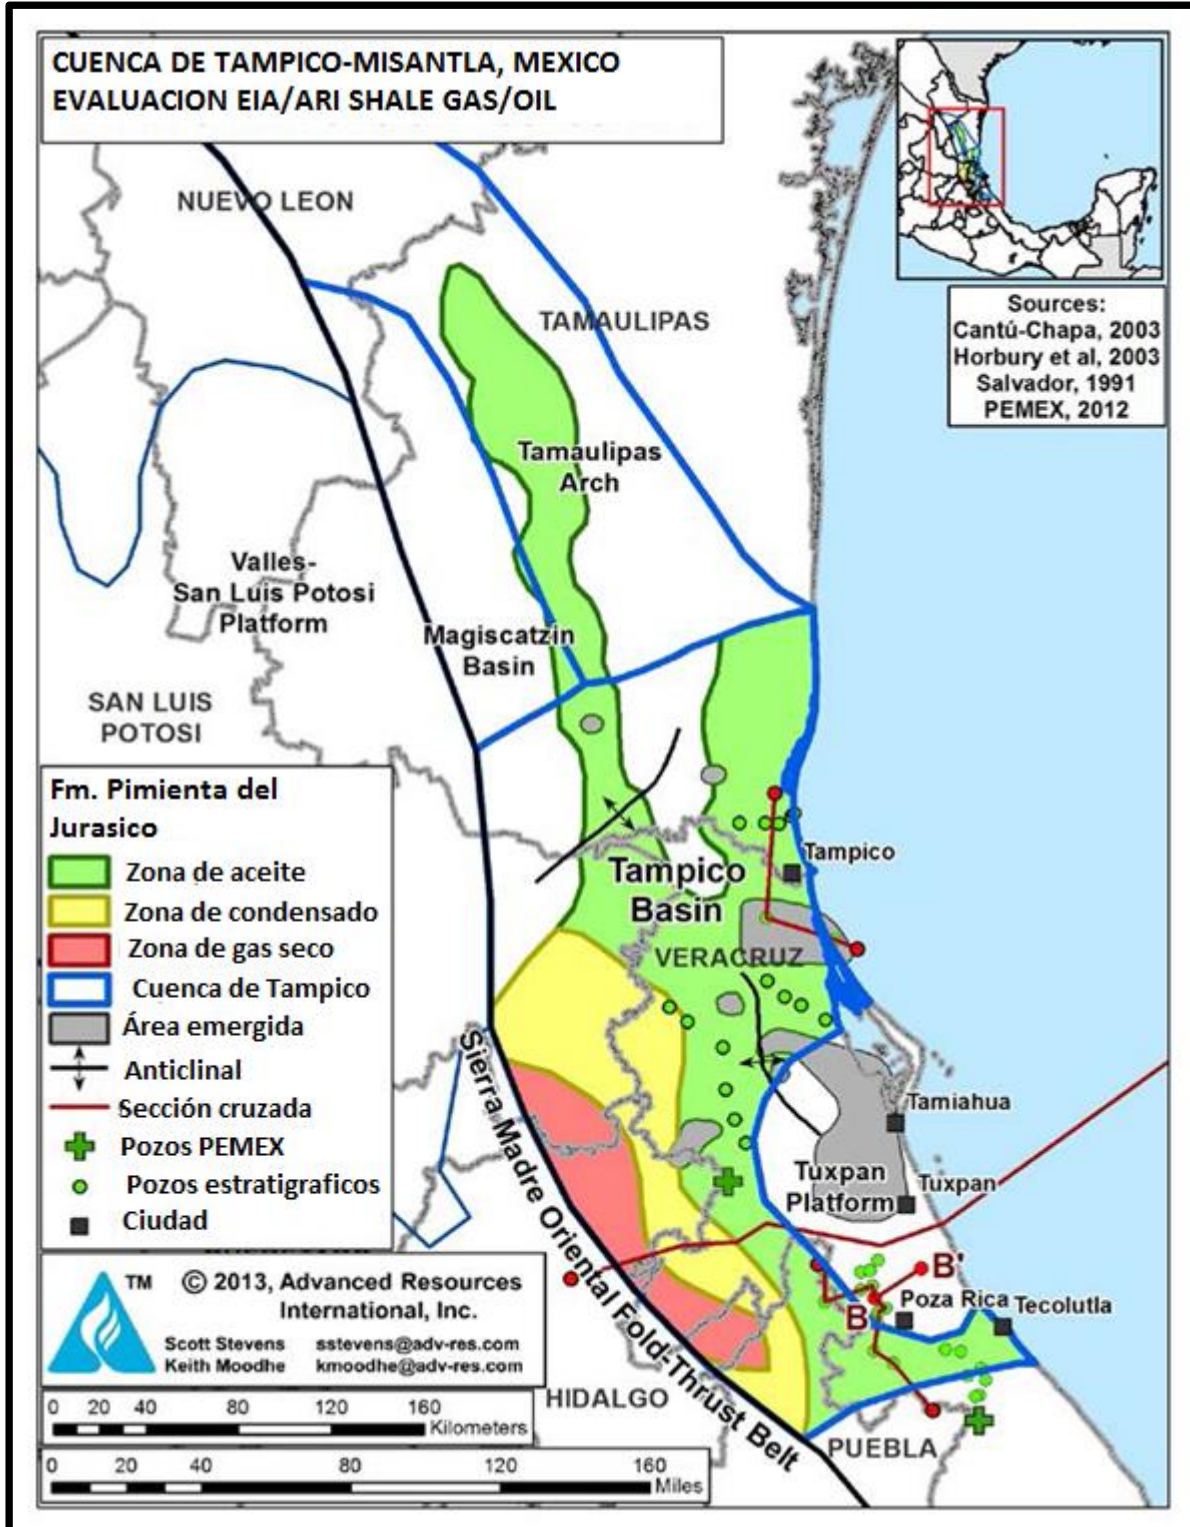 CUENCA DE TAMPICO-MISANTLA, MEXICO
EVALUACION EIA/ARI SHALE GAS/OIL
NUEVO LEON
TAMAULIPAS
Sources:
Cantú-Chapa, 2003
Horbury et al, 2003
Salvador, 1991
PEMEX, 2012
Tamaulipas
Arch
Valles-
San Luis Potosi
Platform
Magiscatzin
Basin
SAN LUIS
POTOSI
Fm. Pimienta del
Jurasico
Zona de aceite
Zona de condensado
Zona de gas seco
Cuenca de Tampico
Área emergida
Anticlinal
Sección cruzada
Pozos PEMEX
Pozos estratigraficos
Ciudad
Tampico
Tampico
Basin
VERACRUZ
Sierra Madre Oriental Fold-Thrust Belt
Tamiahua
Tuxpan
Platform
Tuxpan
B'
B
Poza Rica
Tecolutla
HIDALGO
PUEBLA
TM
© 2013, Advanced Resources
International, Inc.
Scott Stevens sstevens@adv-res.com
Keith Moodhe kmoodhe@adv-res.com
0 20 40 80 120 160
Kilometers
0 20 40 80 120 160
Miles